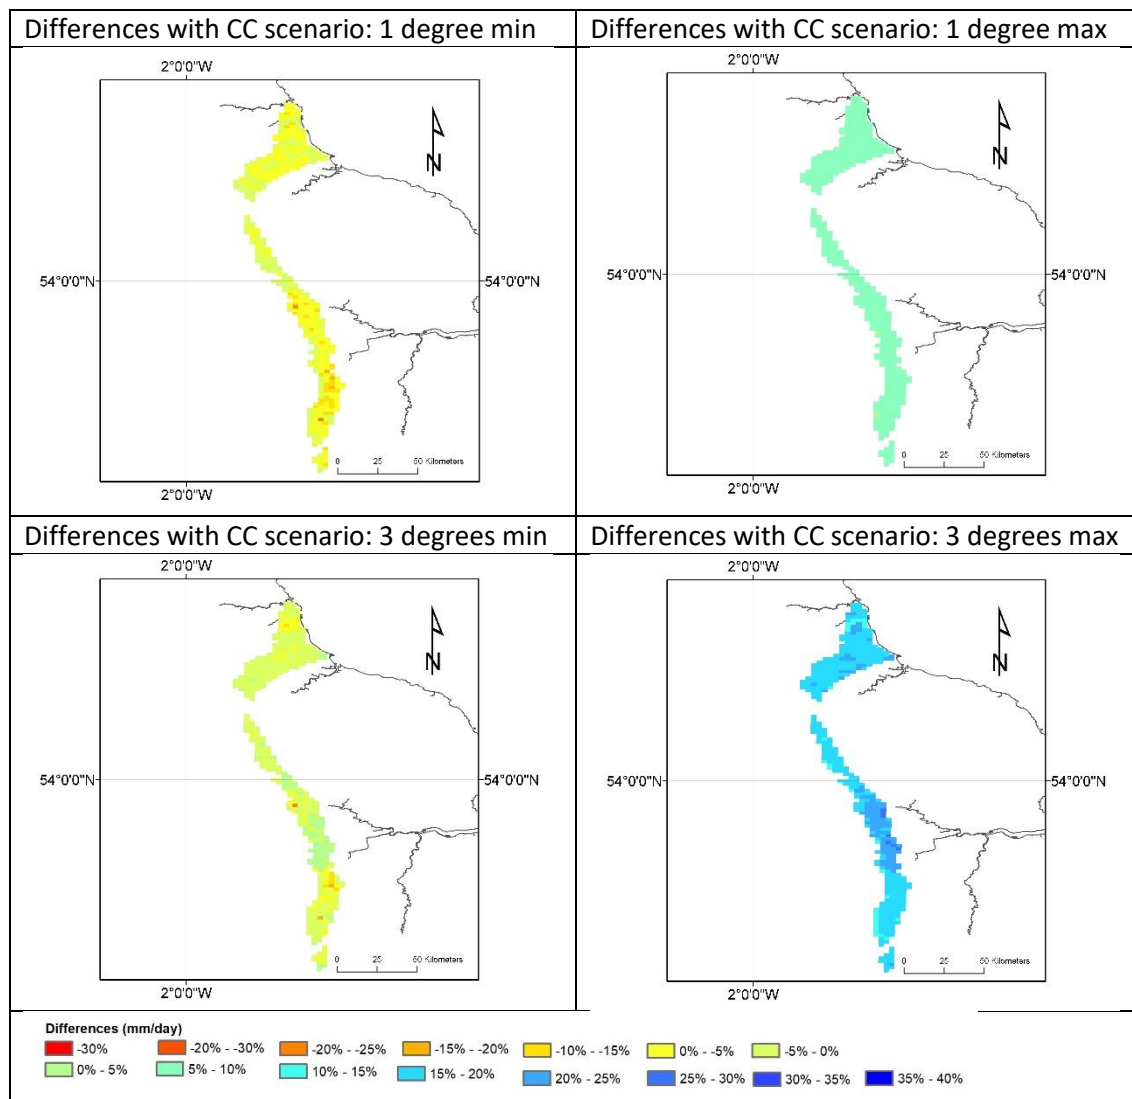 Differences with CC scenario: 1 degree min
Differences with CC scenario: 1 degree max
2°0'0"W
2°0'0"W
N
N
54°0'0"N
54°0'0"N
54°0'0"N
54°0'0"N
0 25 50 Kilometers
0 25 50 Kilometers
2°0'0"W
2°0'0"W
Differences with CC scenario: 3 degrees min
Differences with CC scenario: 3 degrees max
2°0'0"W
2°0'0"W
N
N
54°0'0"N
54°0'0"N
54°0'0"N
54°0'0"N
0 25 50 Kilometers
0 25 50 Kilometers
2°0'0"W
2°0'0"W
Differences (mm/day)
-30% -20% - -30% -20% - -25% -15% - -20% -10% - -15% 0% - -5% -5% - 0%
0% - 5% 5% - 10% 10% - 15% 15% - 20% 20% - 25% 25% - 30% 30% - 35% 35% - 40%